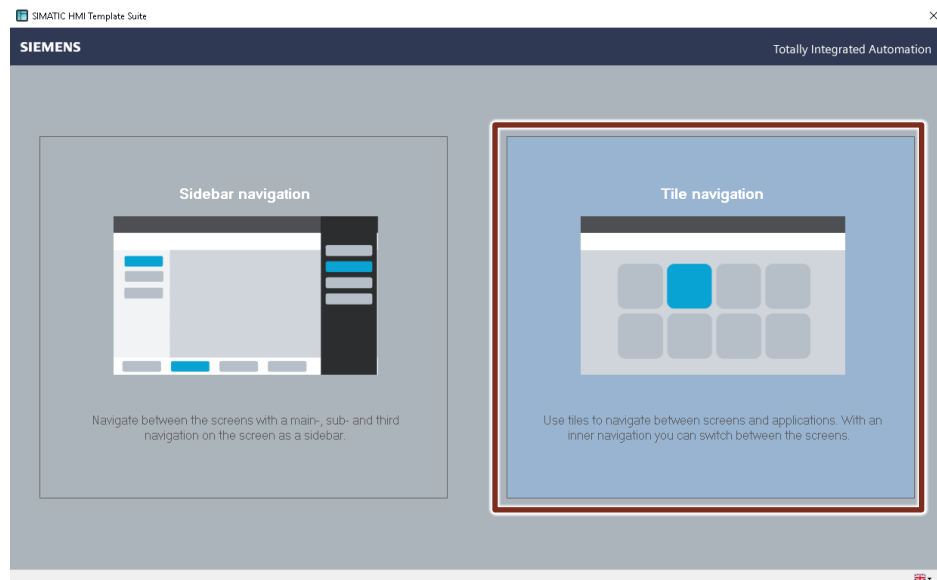 SIMATIC HMI Template Suite
SIEMENS
Totally Integrated Automation
Sidebar navigation
Navigate between the screens with a main-, sub- and third
navigation on the screen as a sidebar.
Tile navigation
Use tiles to navigate between screens and applications. With an
inner navigation you can switch between the screens.